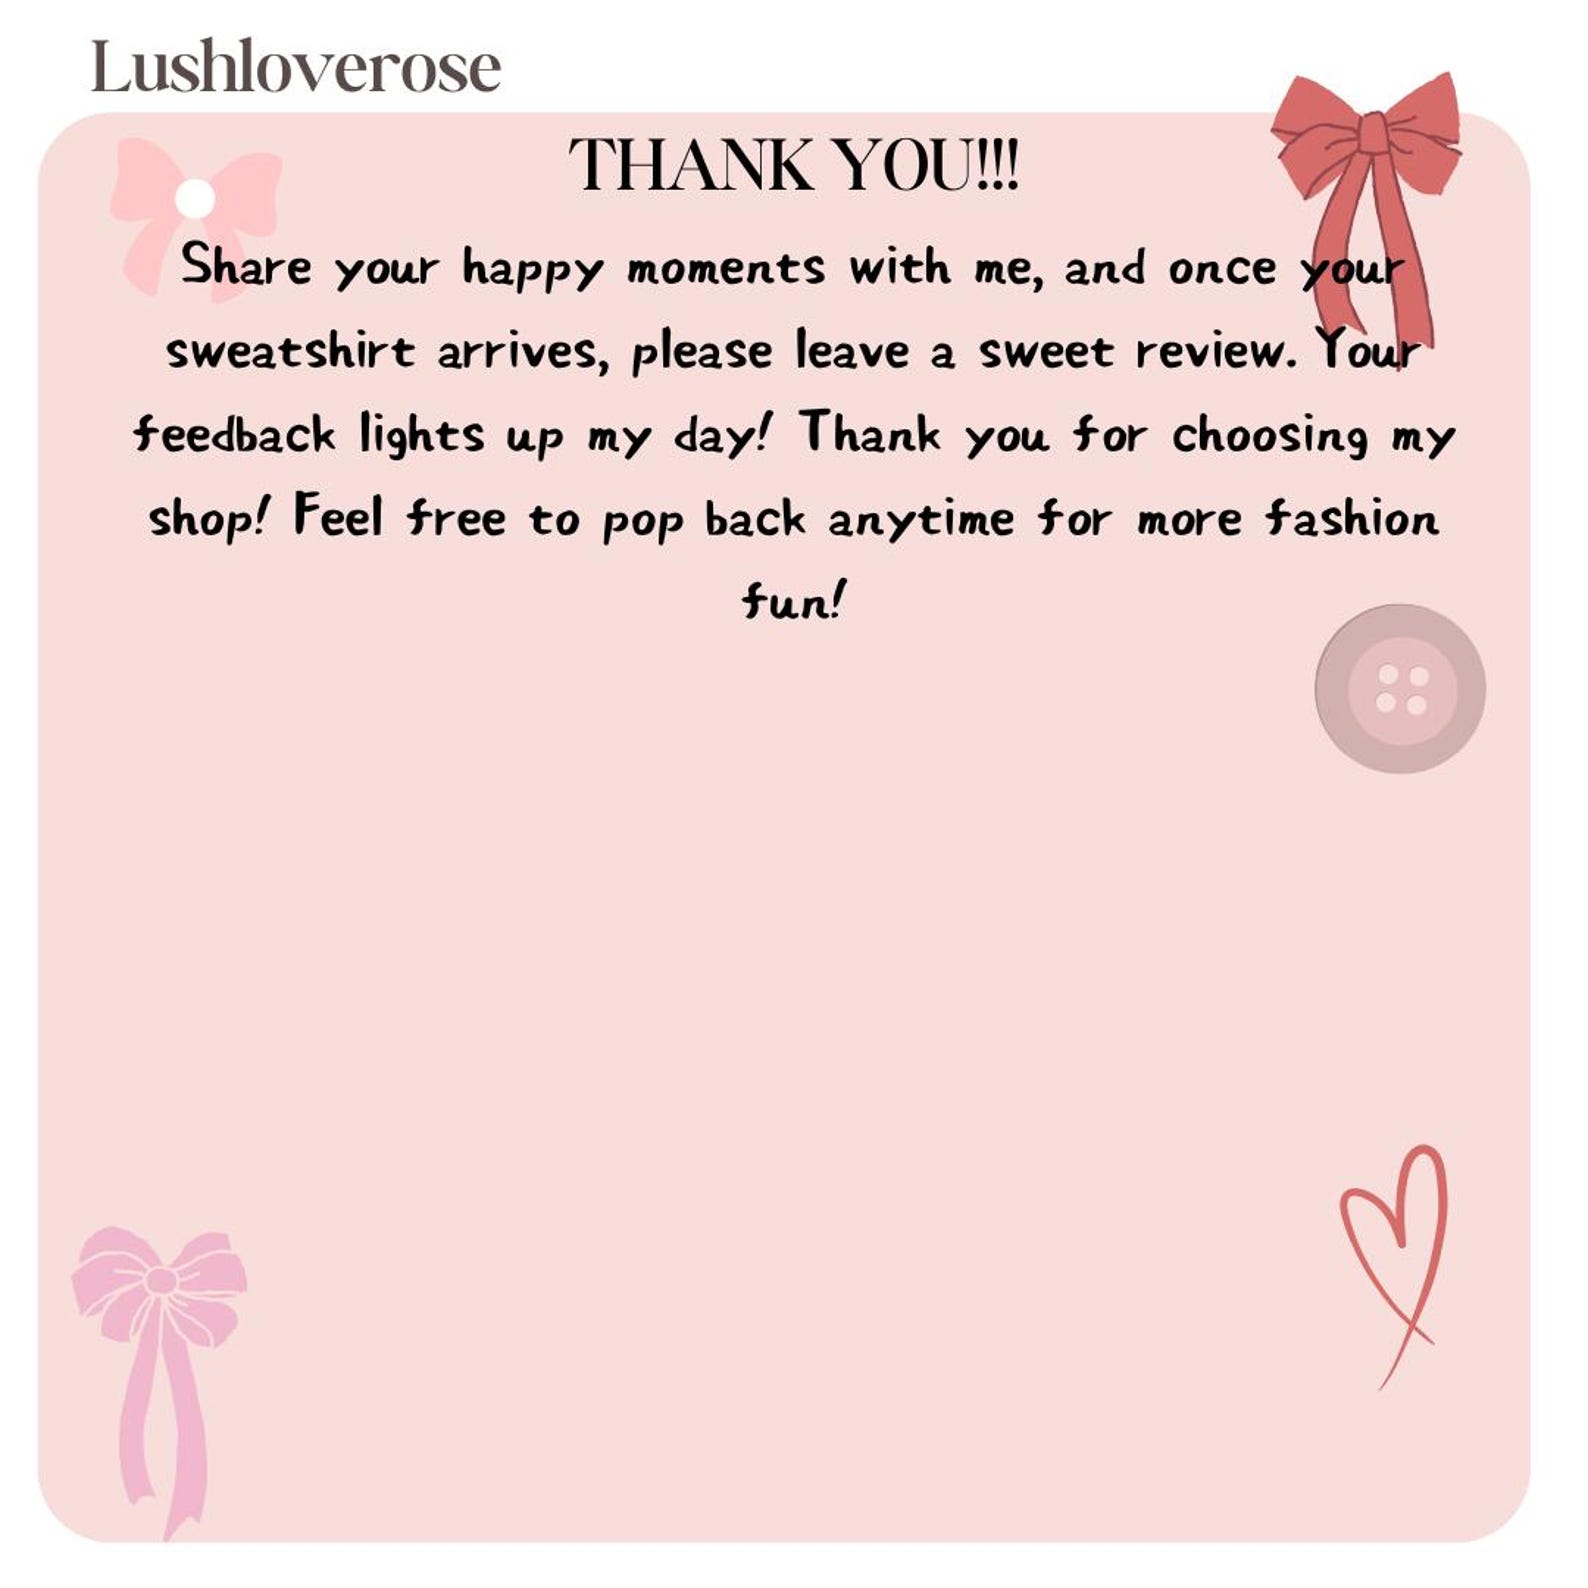 Lushloverose
THANK YOU!!!
Share your happy moments with me, and once your
sweatshirt arrives, please leave a sweet review. Your
feedback lights up my day! Thank you for choosing my
shop! Feel free to pop back anytime for more fashion
fun!